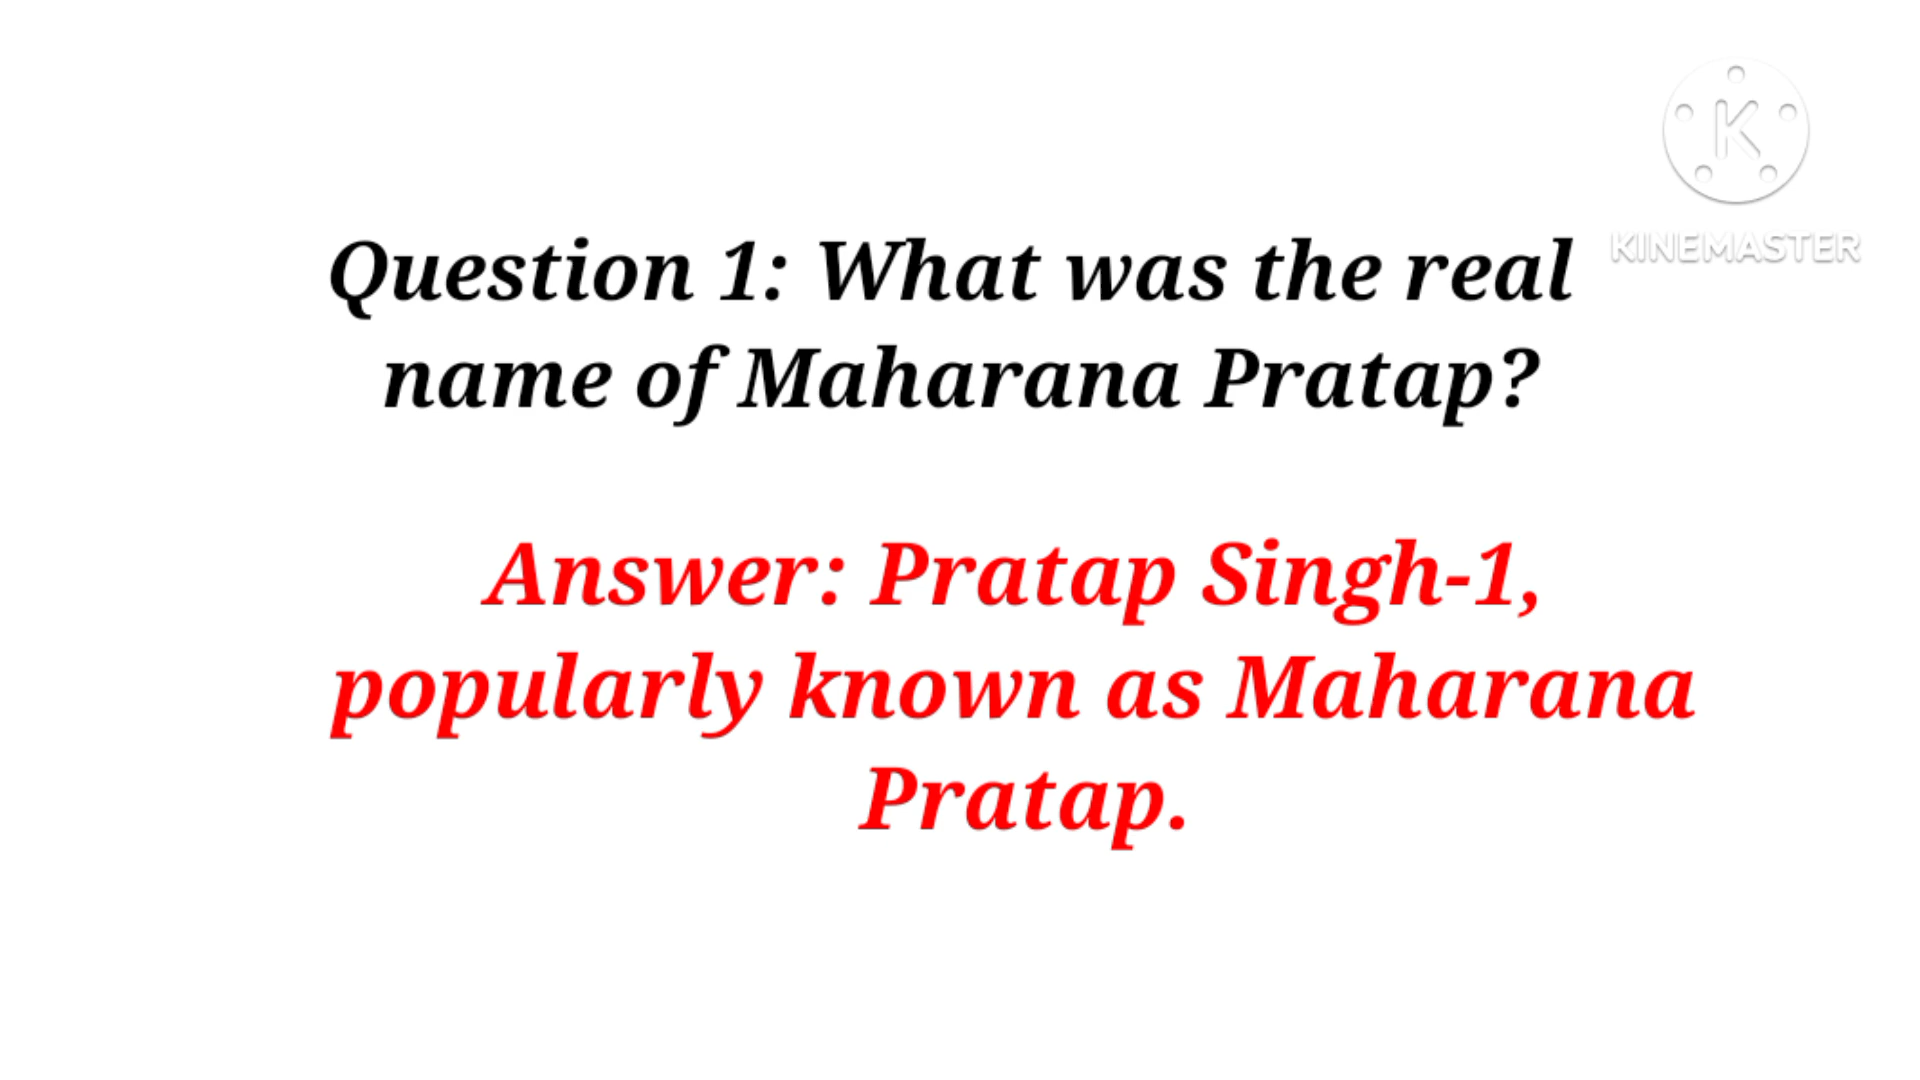 K
KINEMASTER
Question 1: What was the real
name of Maharana Pratap?
Answer: Pratap Singh-1,
popularly known as Maharana
Pratap.